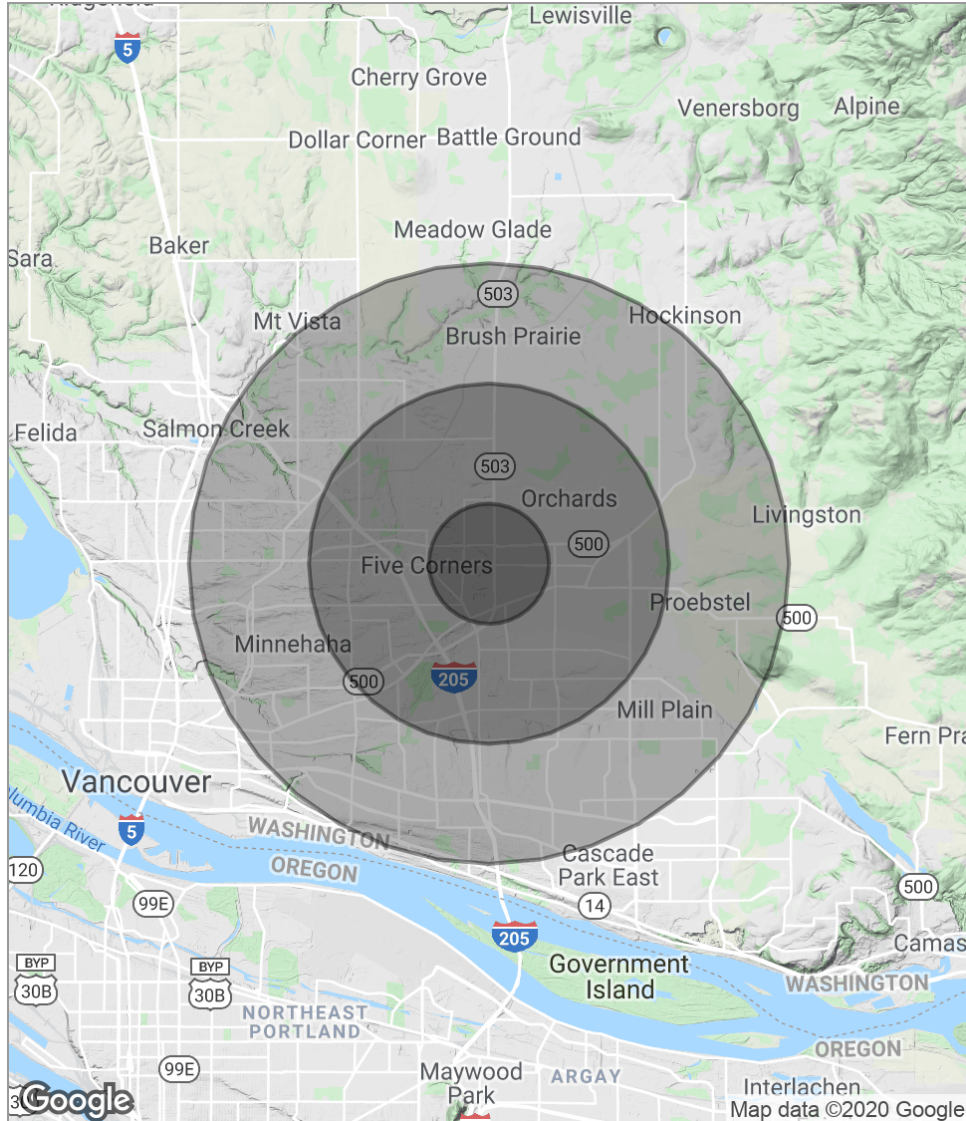 Lewisville
5
Cherry Grove
Venersborg
Alpine
Dollar Corner
Battle Ground
Meadow Glade
Baker
Sara
503
Mt Vista
Hockinson
Brush Prairie
Felida
Salmon Creek
503
Orchards
Livingston
500
Five Corners
Proebstel
500
Minnehaha
205
500
Mill Plain
Fern Pra
Vancouver
olumbia River
5
WASHINGTON
OREGON
Cascade
Park East
120
99E
14
500
205
Camas
BYP
30B
BYP
30B
Government
Island
WASHINGTON
NORTHEAST
PORTLAND
OREGON
99E
Maywood
Park
ARGAY
Interlachen
Google
Map data ©2020 Google